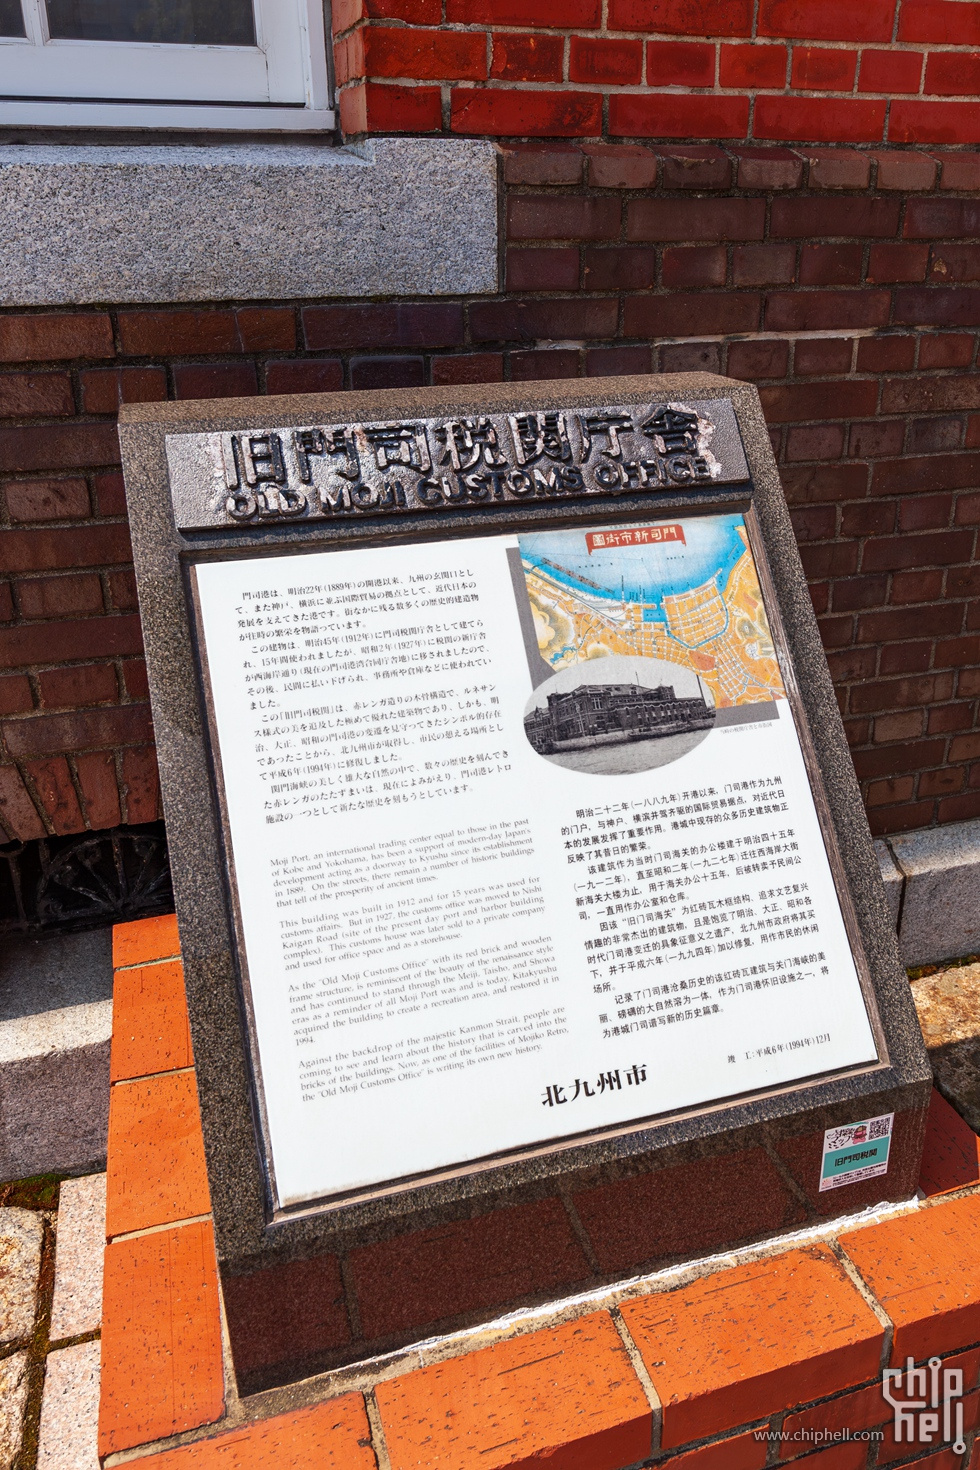 旧門司税関庁舎
OLD MOJI CUSTOMS OFFICE
門司港は、明治22年(1889年)の開港以来、九州の玄関口とし
て、また神戸、横浜に並ぶ国際貿易の拠点として、近代日本の
発展を支えてきた港です。街なかに残る数多くの歴史的建造物
が往時の繁栄を物語っています。
この建物は、明治45年(1912年)に門司税関庁舎として建てら
れ、15年間使われましたが、昭和2年(1927年)に税関の新庁舎
が西海岸通り(現在の門司港湾合同庁舎地)に移されましたので、
その後、民間に払い下げられ、事務所や倉庫などに使われてい
ました。
この「旧門司税関」は、赤レンガ造りの木骨構造で、ルネサン
ス様式の美を追及した極めて優れた建築物であり、しかも、明
治、大正、昭和の門司港の変遷を見守ってきたシンボル的存在
であったことから、北九州市が取得し、市民の憩える場所とし
て平成6年(1994年)に修復しました。
関門海峡の美しく雄大な自然の中で、数々の歴史を刻んでき
た赤レンガのたたずまいは、現在によみがえり、門司港レトロ
施設の一つとして新たな歴史を刻もうとしています。
Moji Port, an international trading center equal to those in the past
of Kobe and Yokohama, has been a support of modern-day Japan's
development acting as a doorway to Kyushu since its establishment
in 1889. On the streets, there remain a number of historic buildings
that tell of the prosperity of ancient times.
This building was built in 1912 and for 15 years was used for
customs affairs. But in 1927, the customs office was moved to Nishi
Kaigan Road (site of the present day port and harbor building
complex). This customs house was later sold to a private company
and used for office space and as a storehouse.
As the "Old Moji Customs Office" with its red brick and wooden
frame structure, is reminiscent of the beauty of the renaissance style
and has continued to stand through the Meiji, Taisho, and Showa
eras as a reminder of all Moji Port was and is today, Kitakyushu
acquired the building to create a recreation area, and restored it in
1994.
Against the backdrop of the majestic Kanmon Strait, people are
coming to see and learn about the history that is carved into the
bricks of the buildings. Now, as one of the facilities of Mojiko Retro,
the "Old Moji Customs Office" is writing its own new history.
圖街市新司門
明治二十二年(一八八九年)开港以来、门司港作为九州
的门户、与神户、横滨并驾齐驱的国际贸易据点，对近代日
本的发展发挥了重要作用。港城中现存的众多历史建筑物正
反映了其昔日的繁荣。
该建筑作为当时门司海关的办公楼建于明治四十五年
(一九一二年)，直至昭和二年(一九二七年)迁往西海岸大街
新海关大楼为止，用于海关办公十五年，后被转卖于民间公
司，一直用作办公室和仓库。
因该"旧门司海关"为红砖瓦木框结构、追求文艺复兴
情趣的非常杰出的建筑物，且是饱览了明治、大正、昭和各
时代门司港变迁的具象征意义之遗产，北九州市政府将其买
下，并于平成六年(一九九四年)加以修复，用作市民的休闲
场所。
记录了门司港沧桑历史的该红砖瓦建筑与关门海峡的美
丽、磅礴的大自然溶为一体，作为门司港怀旧设施之一，将
为港城门司谱写新的历史篇章。
竣　工:平成6年(1994年)12月
北九州市
旧門司税関
www.chiphell.com
chip
hell